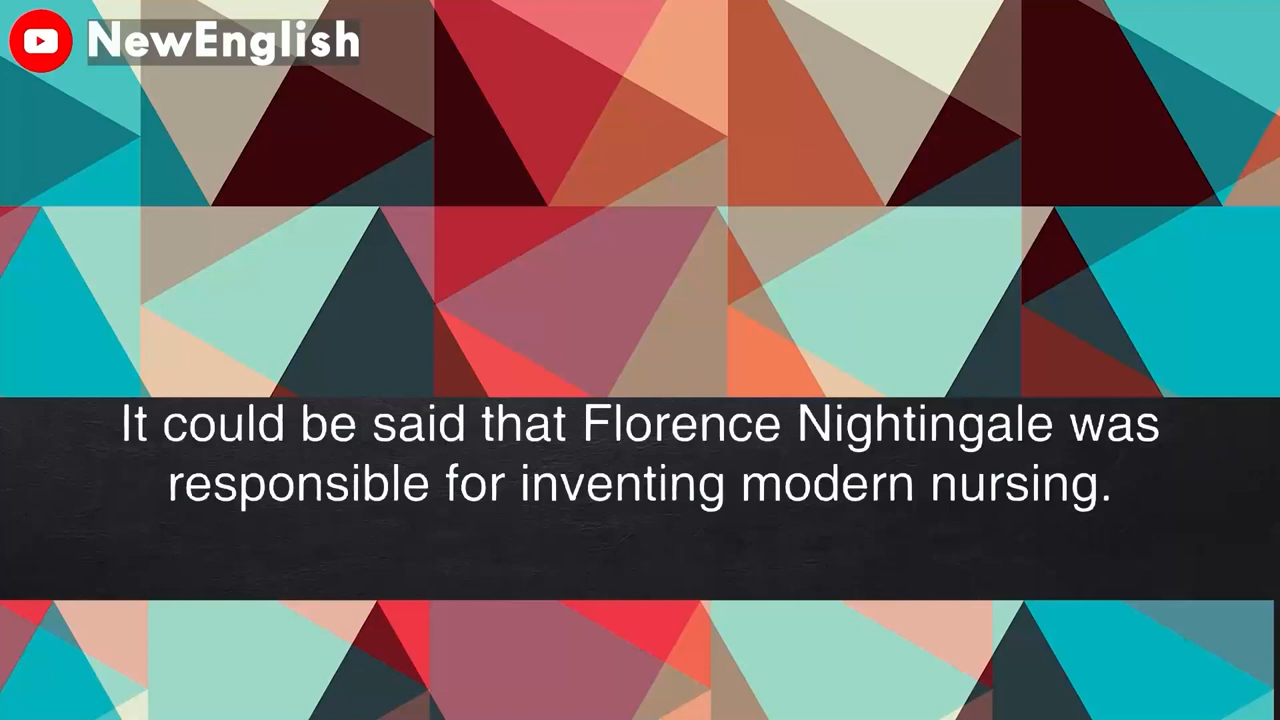 NewEnglish
It could be said that Florence Nightingale was
responsible for inventing modern nursing.